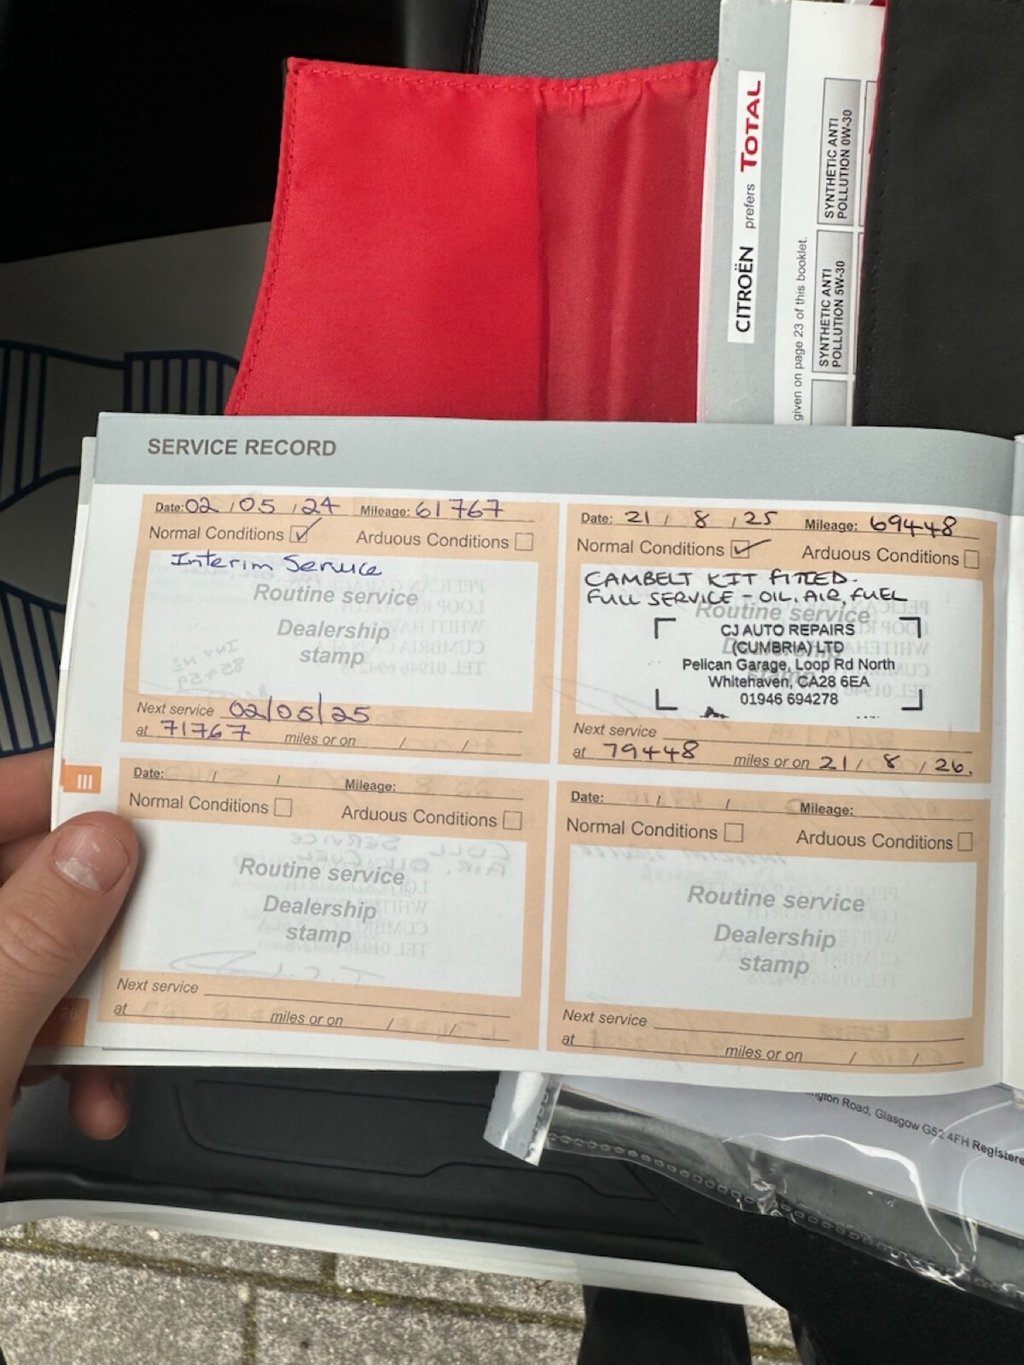 CITROËN prefers TOTAL
given on page 23 of this booklet.
SYNTHETIC ANTI
POLLUTION 5W-30
SYNTHETIC ANTI
POLLUTION 0W-30
SERVICE RECORD
Date: 02 / 05 / 24 Mileage: 61767
Normal Conditions ☑ Arduous Conditions ☐
Interim Service
Routine service
Dealership
stamp
Next service 02/05/25
at 71767 miles or on / /
Date: 21 / 8 / 25 Mileage: 69448
Normal Conditions ☑ Arduous Conditions ☐
CAMBELT KIT FITTED.
FULL SERVICE - OIL, AIR, FUEL
Routine service
Dealership
stamp
CJ AUTO REPAIRS
(CUMBRIA) LTD
Pelican Garage, Loop Rd North
Whitehaven, CA28 6EA
01946 694278
Next service
at 79448 miles or on 21 / 8 / 26.
III
Date: / / Mileage:
Normal Conditions ☐ Arduous Conditions ☐
Routine service
Dealership
stamp
Next service
at miles or on / /
Date: / / Mileage:
Normal Conditions ☐ Arduous Conditions ☐
Routine service
Dealership
stamp
Next service
at miles or on / /
26
Road, Glasgow G52 4FH